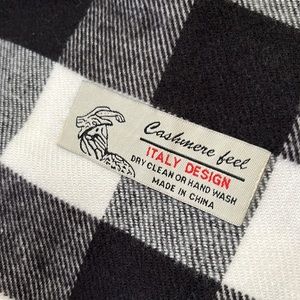 Cashmere feel
ITALY DESIGN
DRY CLEAN OR HAND WASH
MADE IN CHINA